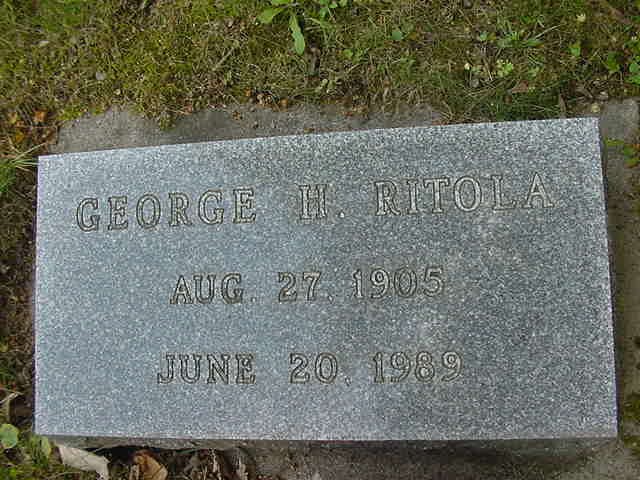 GEORGE H. RITOLA
AUG. 27, 1905
JUNE 20, 1989